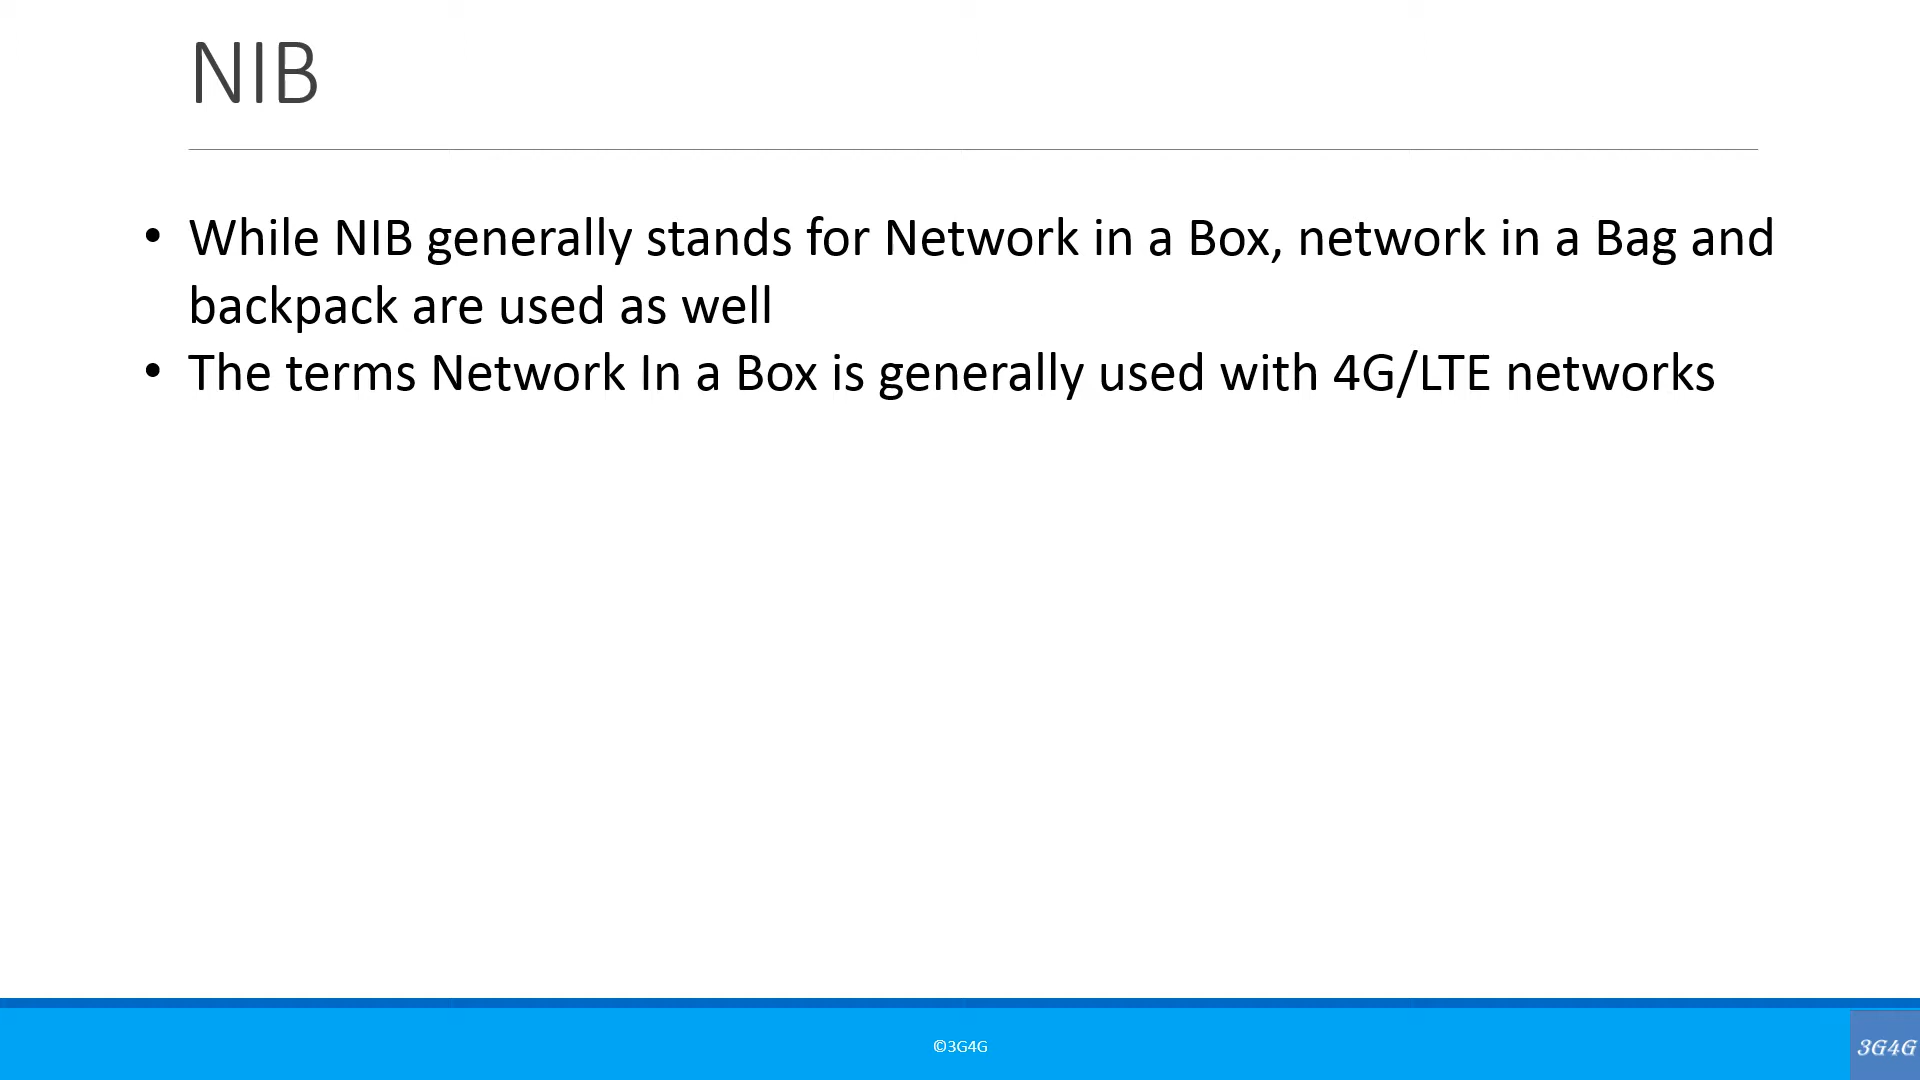 NIB
• While NIB generally stands for Network in a Box, network in a Bag and
backpack are used as well
• The terms Network In a Box is generally used with 4G/LTE networks
©3G4G
3G4G